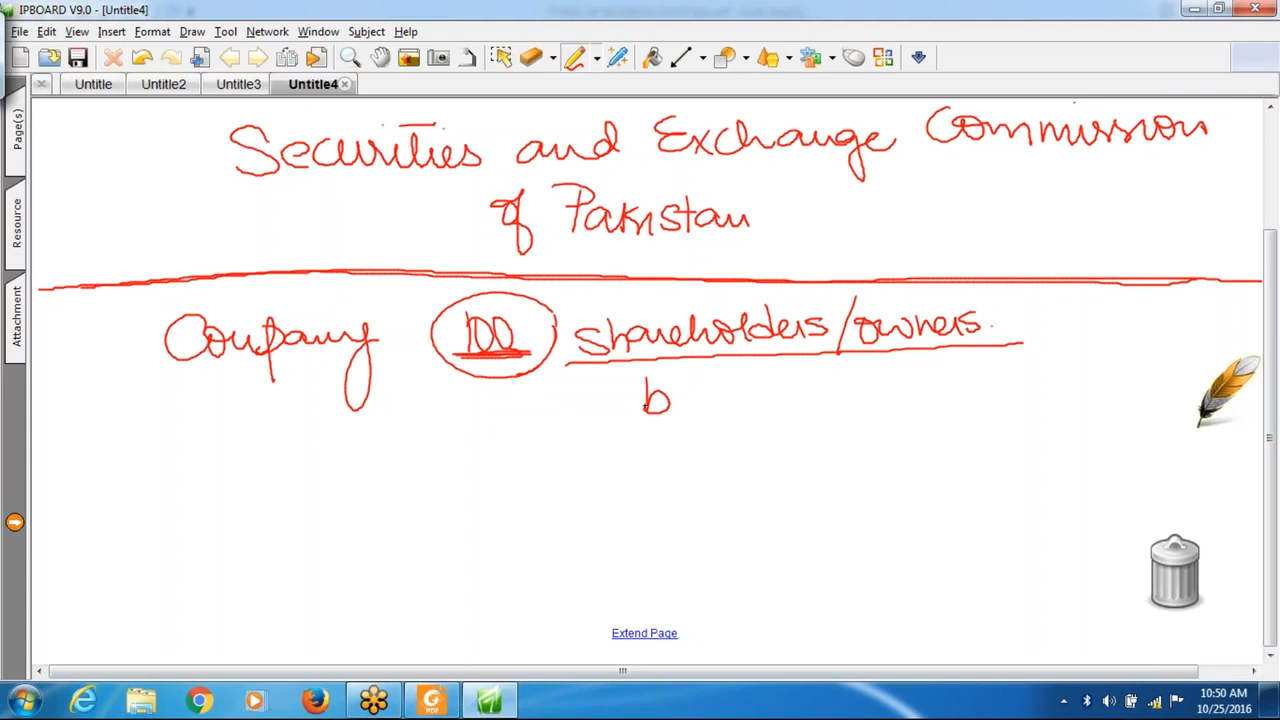 IPBOARD V9.0 - [Untitle4]
File Edit View Insert Format Draw Tool Network Window Subject Help
Untitle Untitle2 Untitle3 Untitle4
Page(s)
Resource
Attachment
Securities and Exchange Commission
of Pakistan
Company 100 shareholders/owners.
b
Extend Page
PDF
10:50 AM
10/25/2016